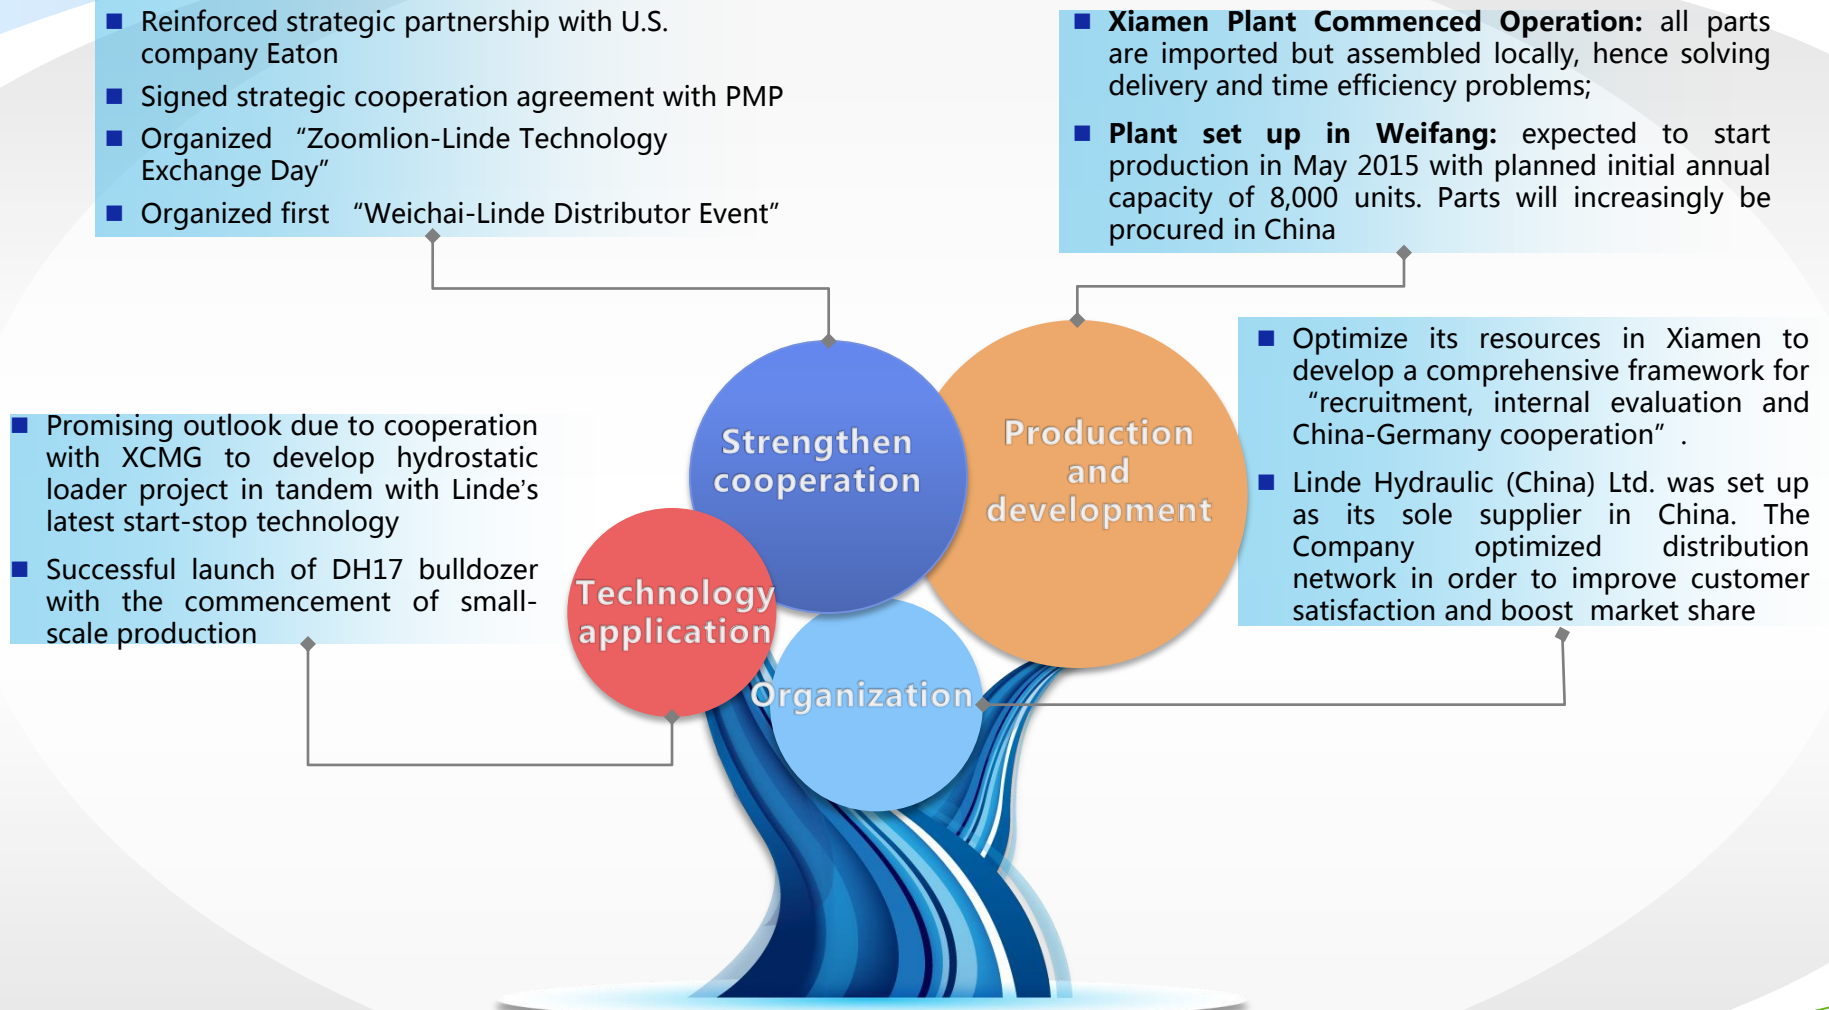 ■ Reinforced strategic partnership with U.S.
company Eaton
■ Signed strategic cooperation agreement with PMP
■ Organized “Zoomlion-Linde Technology
Exchange Day”
■ Organized first “Weichai-Linde Distributor Event”
■ Xiamen Plant Commenced Operation: all parts
are imported but assembled locally, hence solving
delivery and time efficiency problems;
■ Plant set up in Weifang: expected to start
production in May 2015 with planned initial annual
capacity of 8,000 units. Parts will increasingly be
procured in China
■ Promising outlook due to cooperation
with XCMG to develop hydrostatic
loader project in tandem with Linde’s
latest start-stop technology
■ Successful launch of DH17 bulldozer
with the commencement of small-
scale production
Strengthen
cooperation
Production
and
development
Technology
application
Organization
■ Optimize its resources in Xiamen to
develop a comprehensive framework for
“recruitment, internal evaluation and
China-Germany cooperation” .
■ Linde Hydraulic (China) Ltd. was set up
as its sole supplier in China. The
Company optimized distribution
network in order to improve customer
satisfaction and boost market share